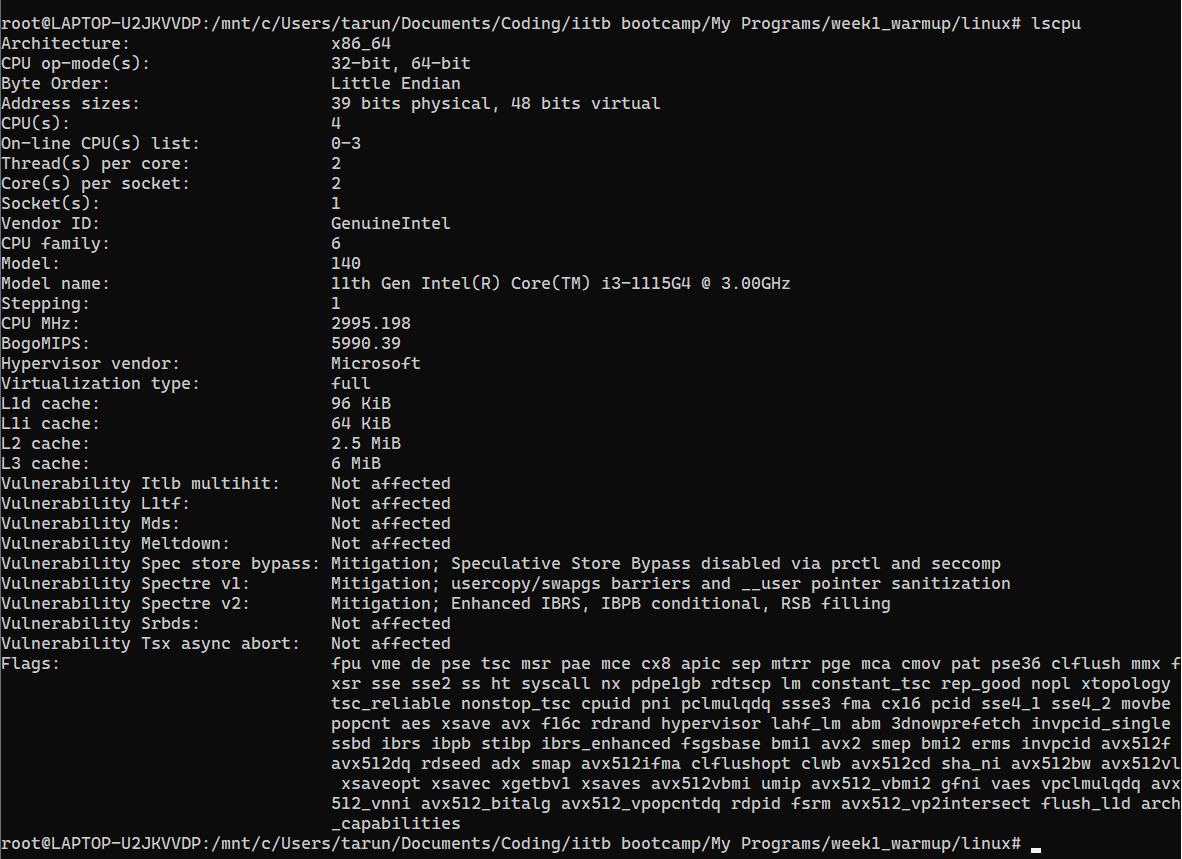 root@LAPTOP-U2JKVVDP:/mnt/c/Users/tarun/Documents/Coding/iitb bootcamp/My Programs/week1_warmup/linux# lscpu
Architecture:                    x86_64
CPU op-mode(s):                  32-bit, 64-bit
Byte Order:                      Little Endian
Address sizes:                   39 bits physical, 48 bits virtual
CPU(s):                          4
On-line CPU(s) list:             0-3
Thread(s) per core:              2
Core(s) per socket:              2
Socket(s):                       1
Vendor ID:                       GenuineIntel
CPU family:                      6
Model:                           140
Model name:                      11th Gen Intel(R) Core(TM) i3-1115G4 @ 3.00GHz
Stepping:                        1
CPU MHz:                         2995.198
BogoMIPS:                        5990.39
Hypervisor vendor:               Microsoft
Virtualization type:             full
L1d cache:                       96 KiB
L1i cache:                       64 KiB
L2 cache:                        2.5 MiB
L3 cache:                        6 MiB
Vulnerability Itlb multihit:     Not affected
Vulnerability L1tf:              Not affected
Vulnerability Mds:               Not affected
Vulnerability Meltdown:          Not affected
Vulnerability Spec store bypass: Mitigation; Speculative Store Bypass disabled via prctl and seccomp
Vulnerability Spectre v1:        Mitigation; usercopy/swapgs barriers and __user pointer sanitization
Vulnerability Spectre v2:        Mitigation; Enhanced IBRS, IBPB conditional, RSB filling
Vulnerability Srbds:             Not affected
Vulnerability Tsx async abort:   Not affected
Flags:                           fpu vme de pse tsc msr pae mce cx8 apic sep mtrr pge mca cmov pat pse36 clflush mmx f
                                 xsr sse sse2 ss ht syscall nx pdpe1gb rdtscp lm constant_tsc rep_good nopl xtopology
                                 tsc_reliable nonstop_tsc cpuid pni pclmulqdq ssse3 fma cx16 pcid sse4_1 sse4_2 movbe
                                 popcnt aes xsave avx f16c rdrand hypervisor lahf_lm abm 3dnowprefetch invpcid_single
                                 ssbd ibrs ibpb stibp ibrs_enhanced fsgsbase bmi1 avx2 smep bmi2 erms invpcid avx512f
                                 avx512dq rdseed adx smap avx512ifma clflushopt clwb avx512cd sha_ni avx512bw avx512vl
                                  xsaveopt xsavec xgetbv1 xsaves avx512vbmi umip avx512_vbmi2 gfni vaes vpclmulqdq avx
                                 512_vnni avx512_bitalg avx512_vpopcntdq rdpid fsrm avx512_vp2intersect flush_l1d arch
                                 _capabilities
root@LAPTOP-U2JKVVDP:/mnt/c/Users/tarun/Documents/Coding/iitb bootcamp/My Programs/week1_warmup/linux# _